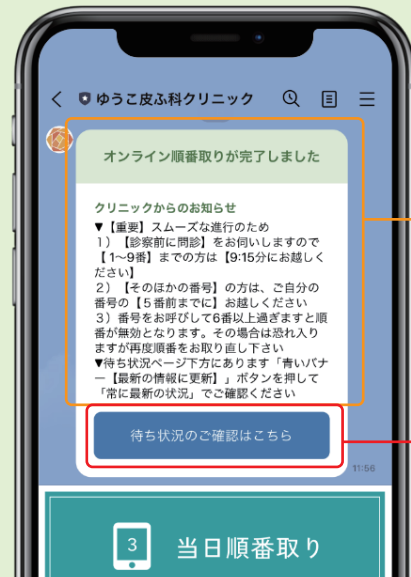 ゆうこ皮ふ科クリニック
オンライン順番取りが完了しました
クリニックからのお知らせ
▼【重要】スムーズな進行のため
1）【診察前に問診】をお伺いしますので
【1〜9番】までの方は【9:15分にお越しく
ださい】
2）【そのほかの番号】の方は、ご自分の
番号の【５番前までに】お越しください
3）番号をお呼びして6番以上過ぎますと順
番が無効となります。その場合は恐れ入り
ますが再度順番をお取り直し下さい
▼待ち状況ページ下方にあります「青いバナ
ー【最新の情報に更新】」ボタンを押して
「常に最新の状況」でご確認ください
待ち状況のご確認はこちら
11:56
3
当日順番取り